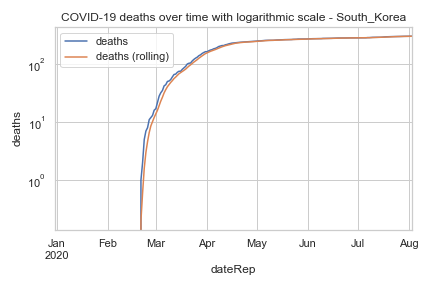 COVID-19 deaths over time with logarithmic scale - South_Korea
deaths
deaths (rolling)
10²
10¹
10⁰
deaths
Jan Feb Mar Apr May Jun Jul Aug
2020
dateRep